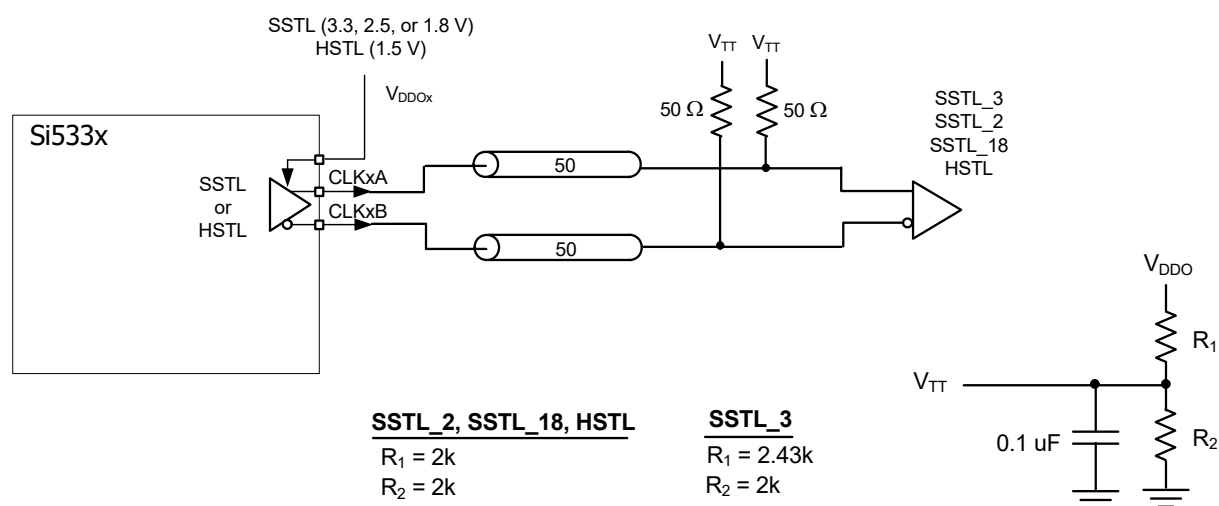 SSTL (3.3, 2.5, or 1.8 V)
HSTL (1.5 V)
VDDOx
Si533x
SSTL
or
HSTL
CLKxA
CLKxB
50
50
VTT
VTT
50 Ω
50 Ω
SSTL_3
SSTL_2
SSTL_18
HSTL
VDDO
R1
VTT
0.1 uF
R2
SSTL_2, SSTL_18, HSTL
R1 = 2k
R2 = 2k
SSTL_3
R1 = 2.43k
R2 = 2k